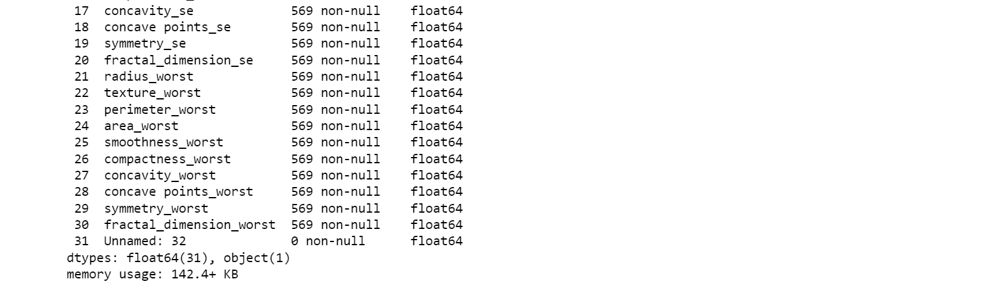 17 concavity_se 569 non-null float64
18 concave points_se 569 non-null float64
19 symmetry_se 569 non-null float64
20 fractal_dimension_se 569 non-null float64
21 radius_worst 569 non-null float64
22 texture_worst 569 non-null float64
23 perimeter_worst 569 non-null float64
24 area_worst 569 non-null float64
25 smoothness_worst 569 non-null float64
26 compactness_worst 569 non-null float64
27 concavity_worst 569 non-null float64
28 concave points_worst 569 non-null float64
29 symmetry_worst 569 non-null float64
30 fractal_dimension_worst 569 non-null float64
31 Unnamed: 32 0 non-null float64
dtypes: float64(31), object(1)
memory usage: 142.4+ KB